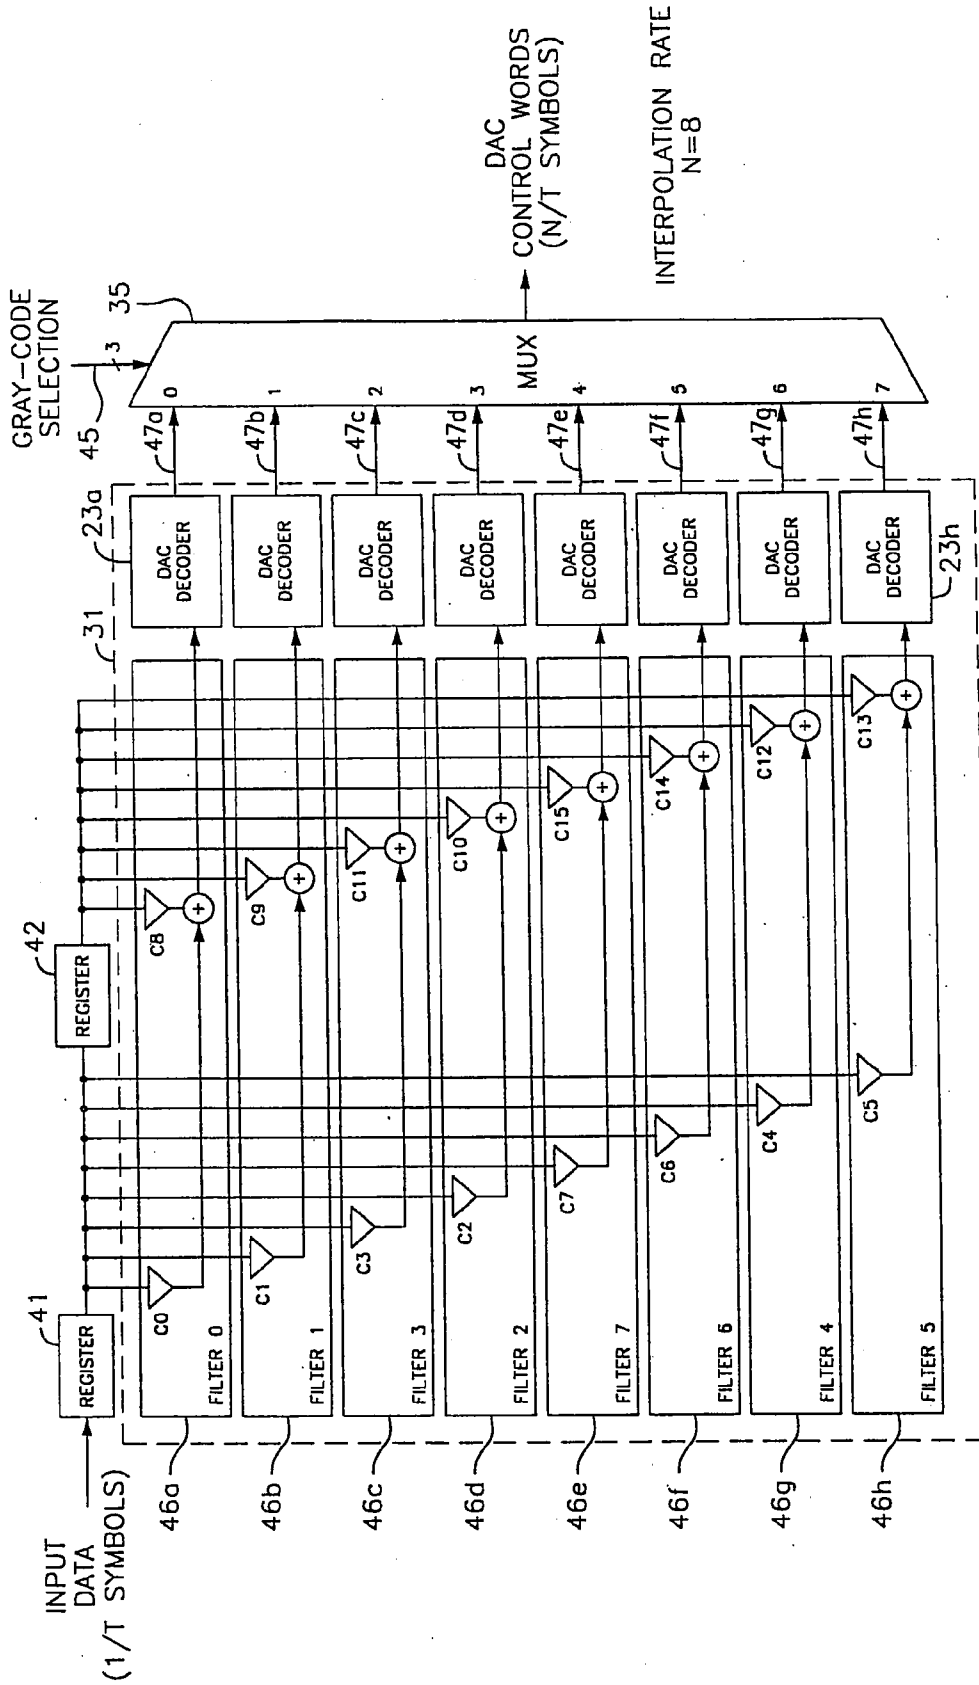 INPUT
DATA
(1/T SYMBOLS)
REGISTER
41
REGISTER
42
31
23a
GRAY-CODE
SELECTION
45
3
35
46a
FILTER 0
C0
C8
DAC
DECODER
47a
0
46b
FILTER 1
C1
C9
DAC
DECODER
47b
1
46c
FILTER 3
C3
C11
DAC
DECODER
47c
2
46d
FILTER 2
C2
C10
DAC
DECODER
47d
3
46e
FILTER 7
C7
C15
DAC
DECODER
47e
4
46f
FILTER 6
C6
C14
DAC
DECODER
47f
5
46g
FILTER 4
C4
C12
DAC
DECODER
47g
6
46h
FILTER 5
C5
C13
DAC
DECODER
47h
7
23h
MUX
DAC
CONTROL WORDS
(N/T SYMBOLS)
INTERPOLATION RATE
N=8